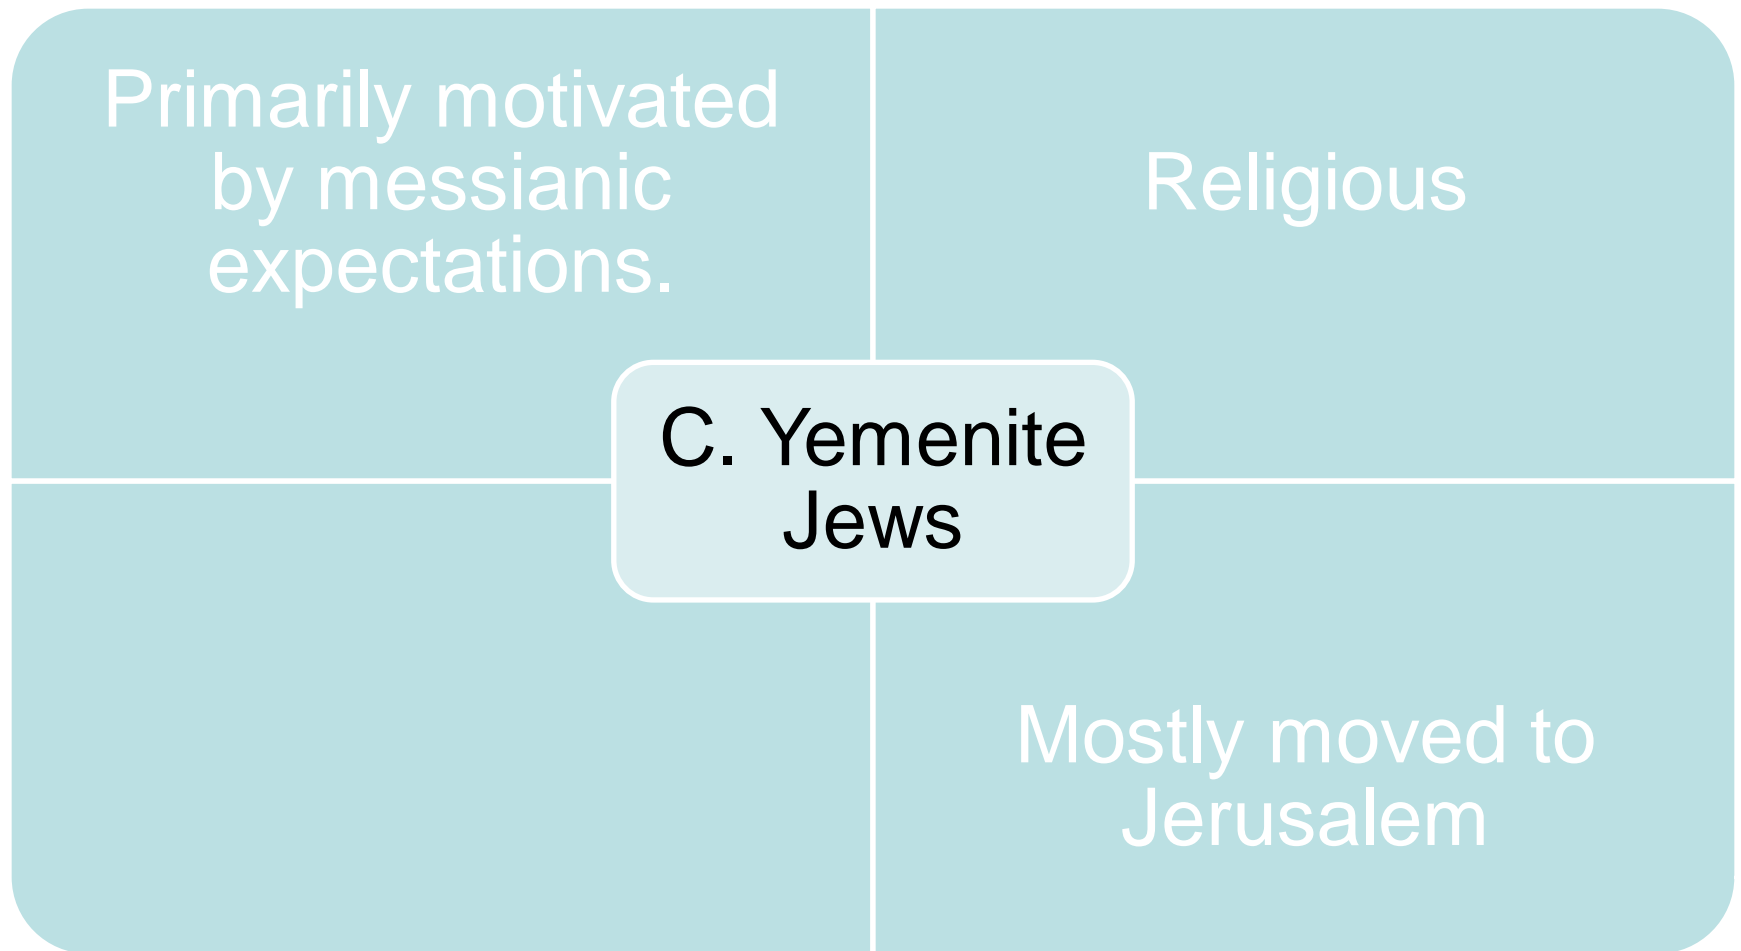 Primarily motivated
by messianic
expectations.
Religious
C. Yemenite
Jews
Mostly moved to
Jerusalem